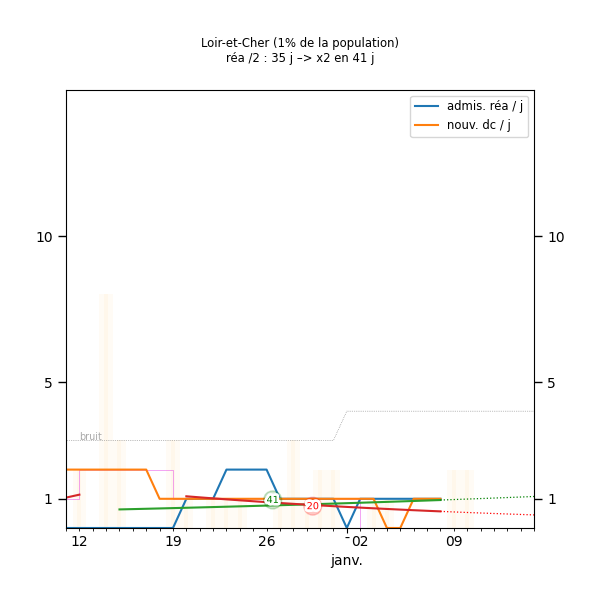 Loir-et-Cher (1% de la population)
réa /2 : 35 j –> x2 en 41 j
admis. réa / j
nouv. dc / j
10
10
5
5
bruit
1
1
41
20
12
19
26
02
09
janv.